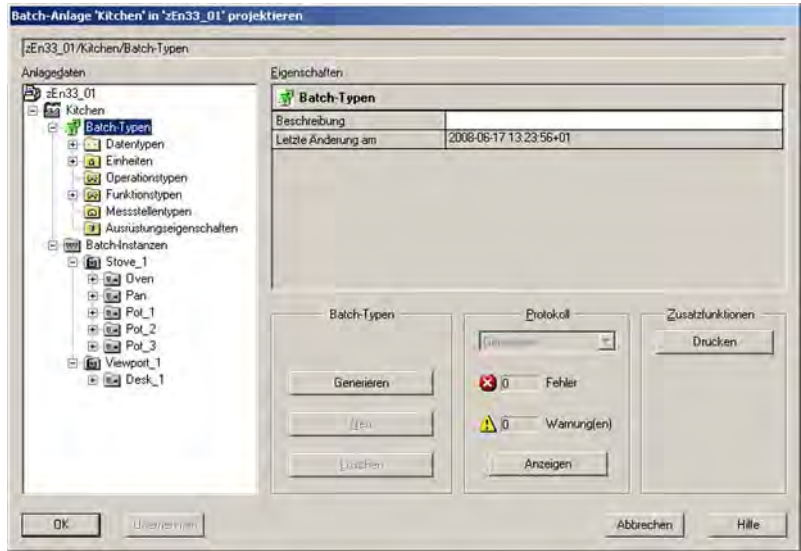 Batch-Anlage 'Kitchen' in 'zEn33_01' projektieren
zEn33_01/Kitchen/Batch-Typen
Anlagedaten
zEn33_01
Kitchen
Batch-Typen
Datentypen
Einheiten
Operationstypen
Funktionstypen
Messstellentypen
Ausrüstungseigenschaften
Batch-Instanzen
Stove_1
Oven
Pan
Pot_1
Pot_2
Pot_3
Viewport_1
Desk_1
Eigenschaften
Batch-Typen
Beschreibung
Letzte Änderung am 2008-06-17 13:23:56+01
Batch-Typen
Generieren
Neu
Löschen
Protokoll
Generieren
0 Fehler
0 Warnung(en)
Anzeigen
Zusatzfunktionen
Drucken
OK
Übernehmen
Abbrechen
Hilfe